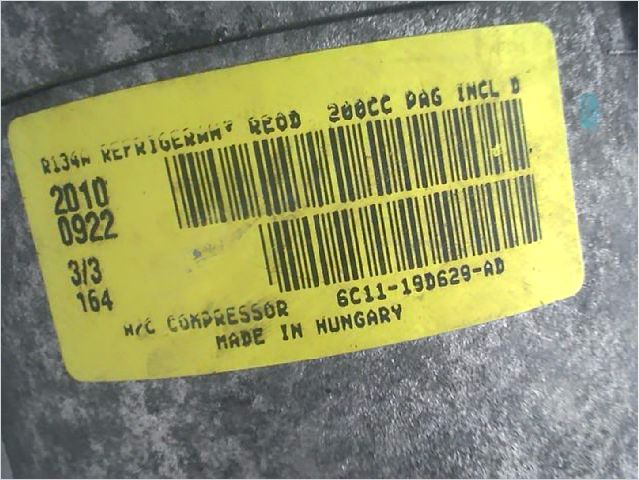 R134A REFRIGERANT REQD 200CC PAG INCL D
2010
0922
3/3
164
A/C COMPRESSOR 6C11-19D629-AD
MADE IN HUNGARY